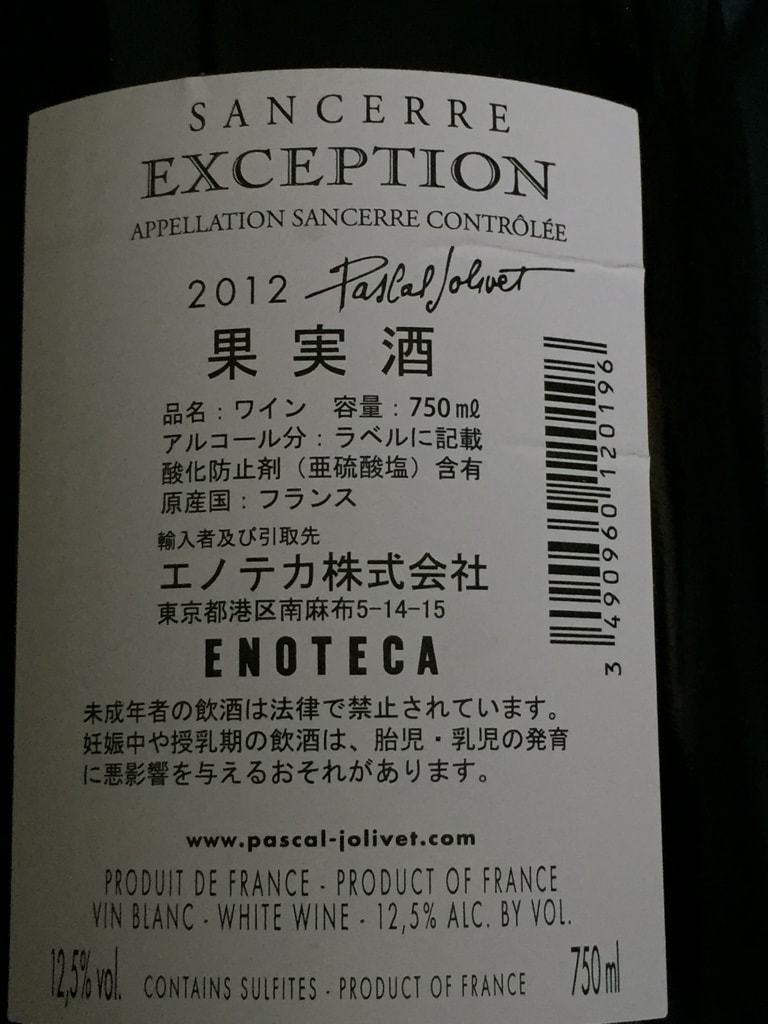 SANCERRE
EXCEPTION
APPELLATION SANCERRE CONTRÔLÉE
2012 Pascal Jolivet
果実酒
品名：ワイン 容量：750mℓ
アルコール分：ラベルに記載
酸化防止剤（亜硫酸塩）含有
原産国：フランス
輸入者及び引取先
エノテカ株式会社
東京都港区南麻布5-14-15
ENOTECA
未成年者の飲酒は法律で禁止されています。
妊娠中や授乳期の飲酒は、胎児・乳児の発育
に悪影響を与えるおそれがあります。
3 490960 120196
www.pascal-jolivet.com
PRODUIT DE FRANCE - PRODUCT OF FRANCE
VIN BLANC - WHITE WINE - 12,5% ALC. BY VOL.
12,5% vol. CONTAINS SULFITES - PRODUCT OF FRANCE 750 ml